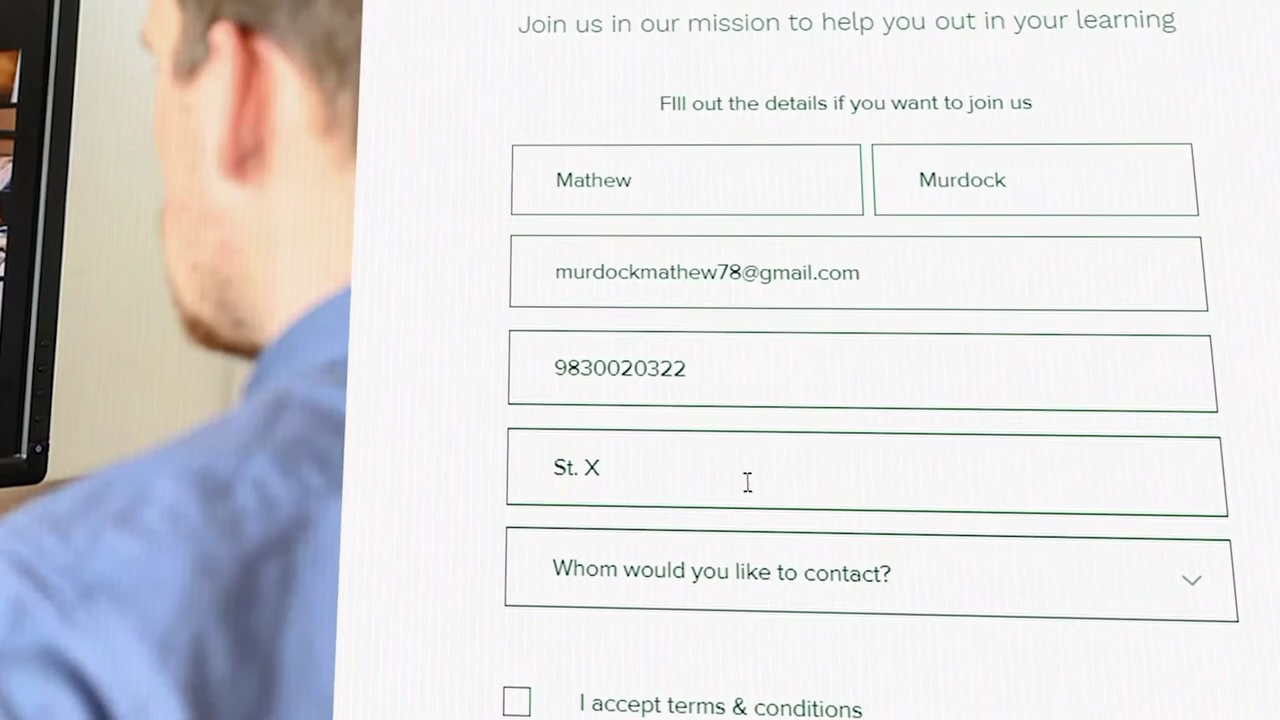 Join us in our mission to help you out in your learning
FIll out the details if you want to join us
Mathew
Murdock
murdockmathew78@gmail.com
9830020322
St. X
Whom would you like to contact?
I accept terms & conditions